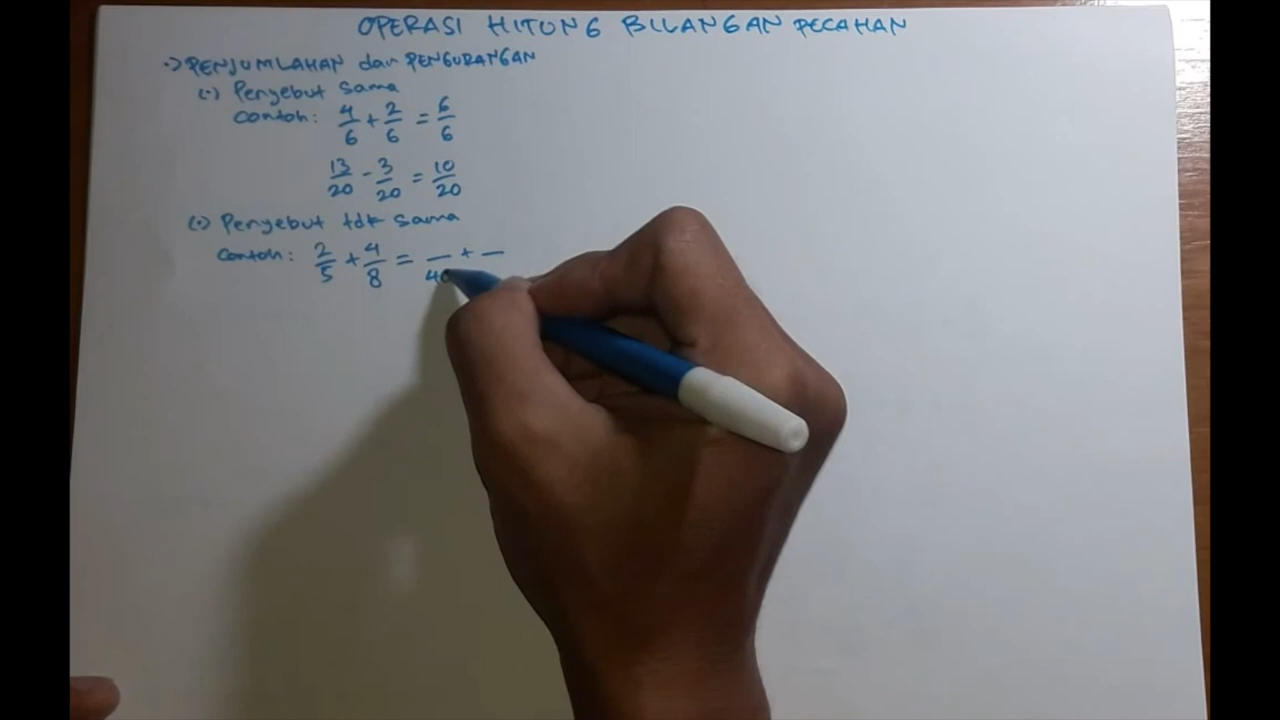 OPERASI HITUNG BILANGAN PECAHAN
·) PENJUMLAHAN dan PENGURANGAN
(·) Penyebut sama
Contoh: 4/6 + 2/6 = 6/6
13/20 - 3/20 = 10/20
(·) Penyebut tdk sama
Contoh: 2/5 + 4/8 = —/40 + —